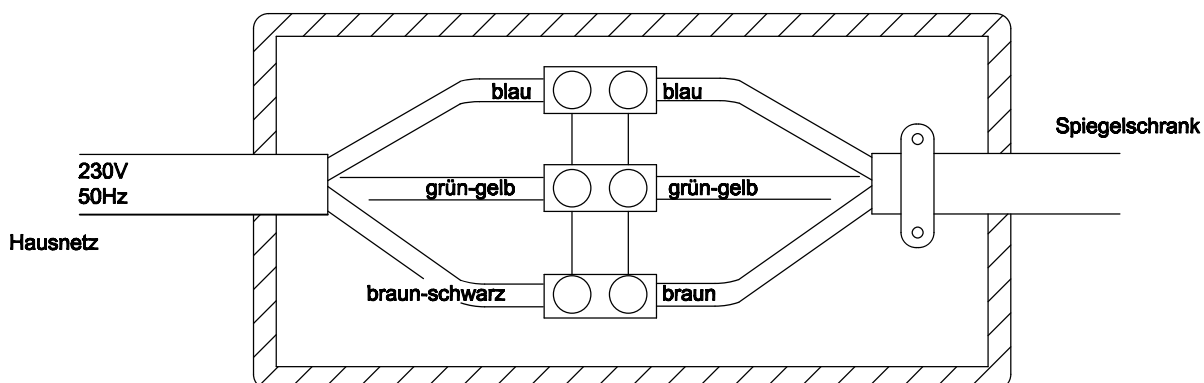 blau
blau
Spiegelschrank
230V
50Hz
grün-gelb
grün-gelb
Hausnetz
braun-schwarz
braun